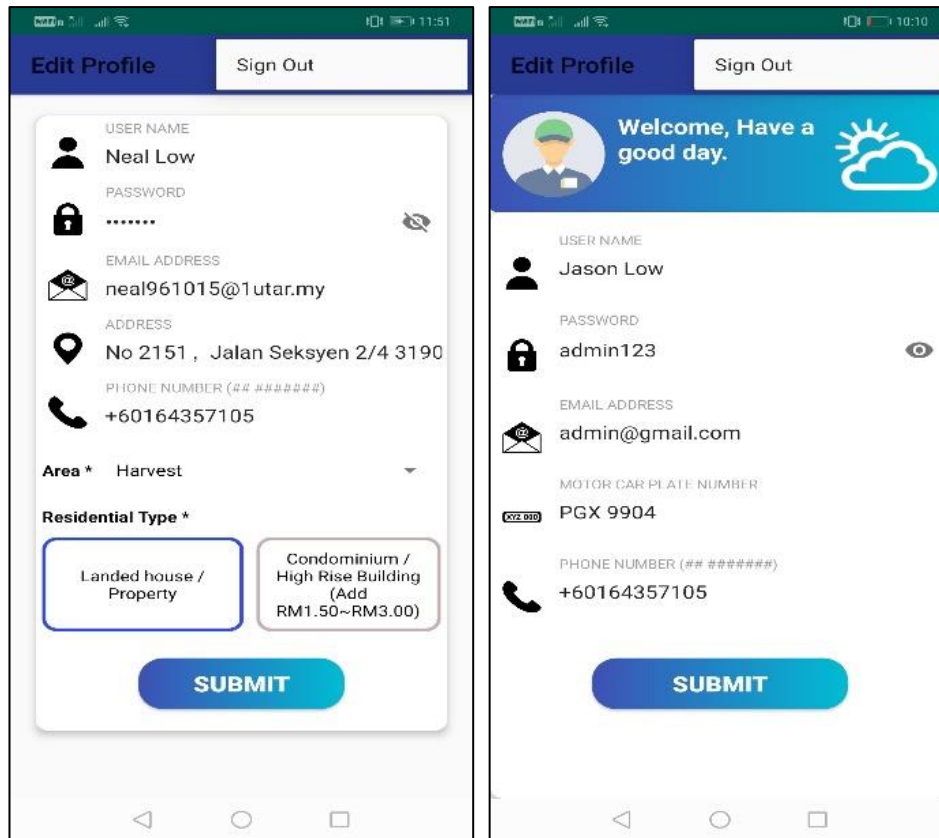 11:51
Edit Profile
Sign Out
USER NAME
Neal Low
PASSWORD
•••••••
EMAIL ADDRESS
neal961015@1utar.my
ADDRESS
No 2151 , Jalan Seksyen 2/4 3190
PHONE NUMBER (## #######)
+60164357105
Area * Harvest
Residential Type *
Landed house /
Property
Condominium /
High Rise Building
(Add
RM1.50~RM3.00)
SUBMIT
10:10
Edit Profile
Sign Out
Welcome, Have a
good day.
USER NAME
Jason Low
PASSWORD
admin123
EMAIL ADDRESS
admin@gmail.com
MOTOR CAR PLATE NUMBER
PGX 9904
PHONE NUMBER (## #######)
+60164357105
SUBMIT